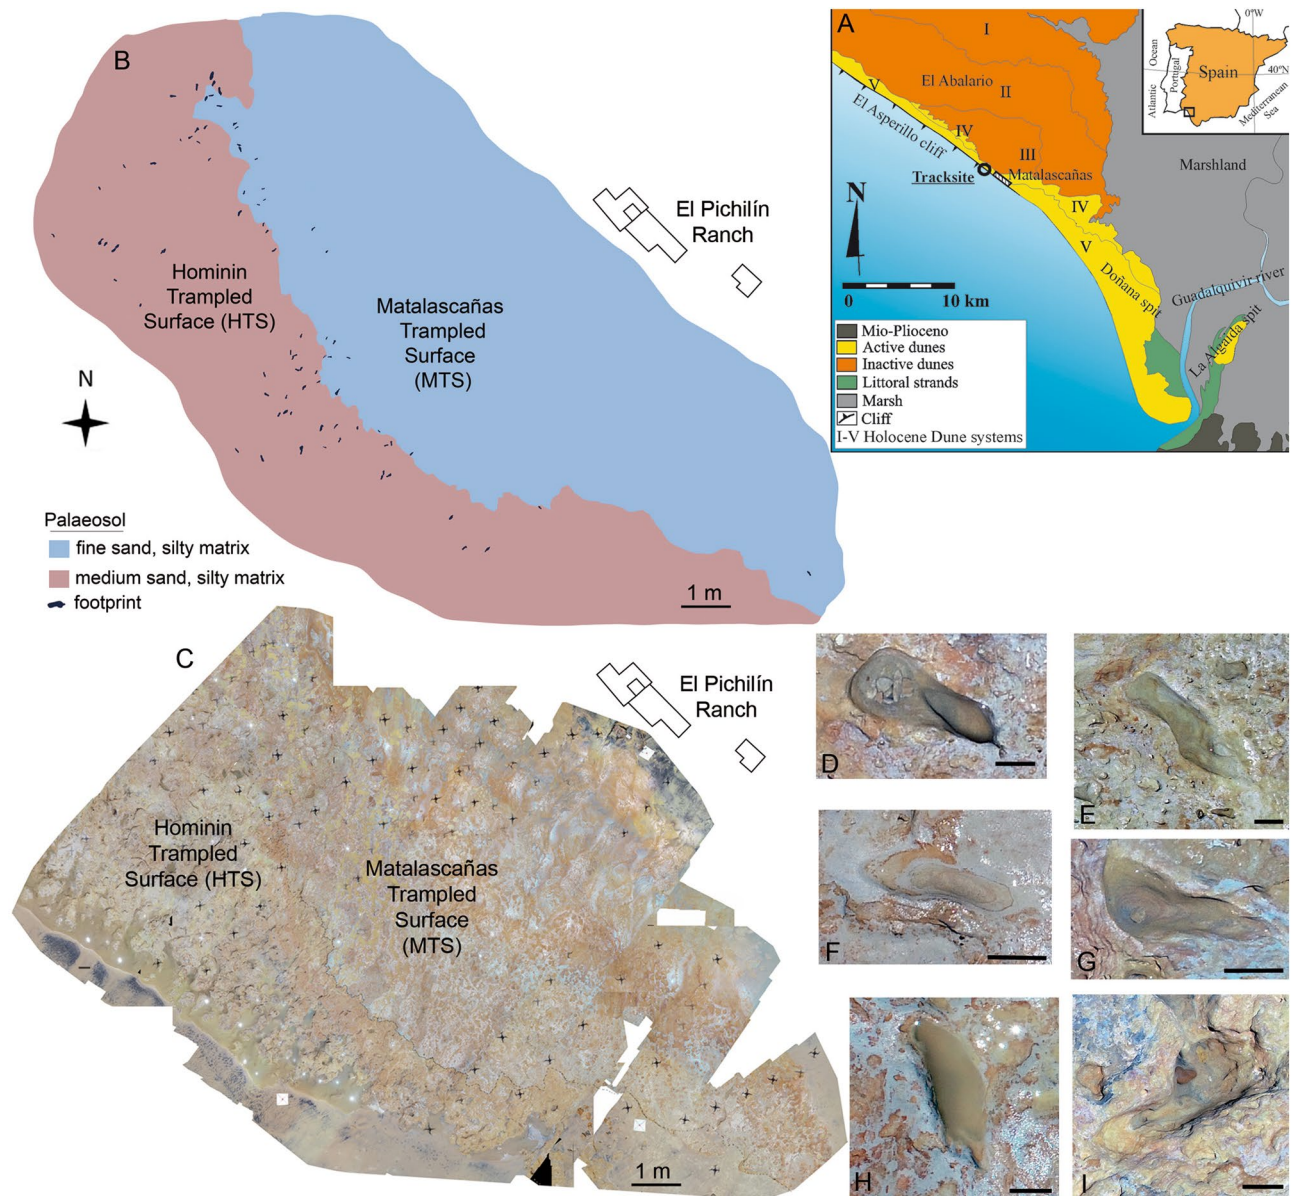 B
El Pichilín
Ranch
Hominin
Trampled
Surface (HTS)
Matalascañas
Trampled
Surface
(MTS)
N
Palaeosol
fine sand, silty matrix
medium sand, silty matrix
footprint
1 m
A
I
El Abalario
II
V
El Asperillo cliff
IV
III
Matalascañas
Tracksite
IV
V
Doñana spit
Marshland
Guadalquivir river
La Algaida spit
N
0
10 km
Mio-Plioceno
Active dunes
Inactive dunes
Littoral strands
Marsh
Cliff
I-V Holocene Dune systems
0ºW
40ºN
Atlantic Ocean
Portugal
Spain
Mediterranean
Sea
C
El Pichilín
Ranch
Hominin
Trampled
Surface (HTS)
Matalascañas
Trampled
Surface
(MTS)
1 m
D
E
F
G
H
I